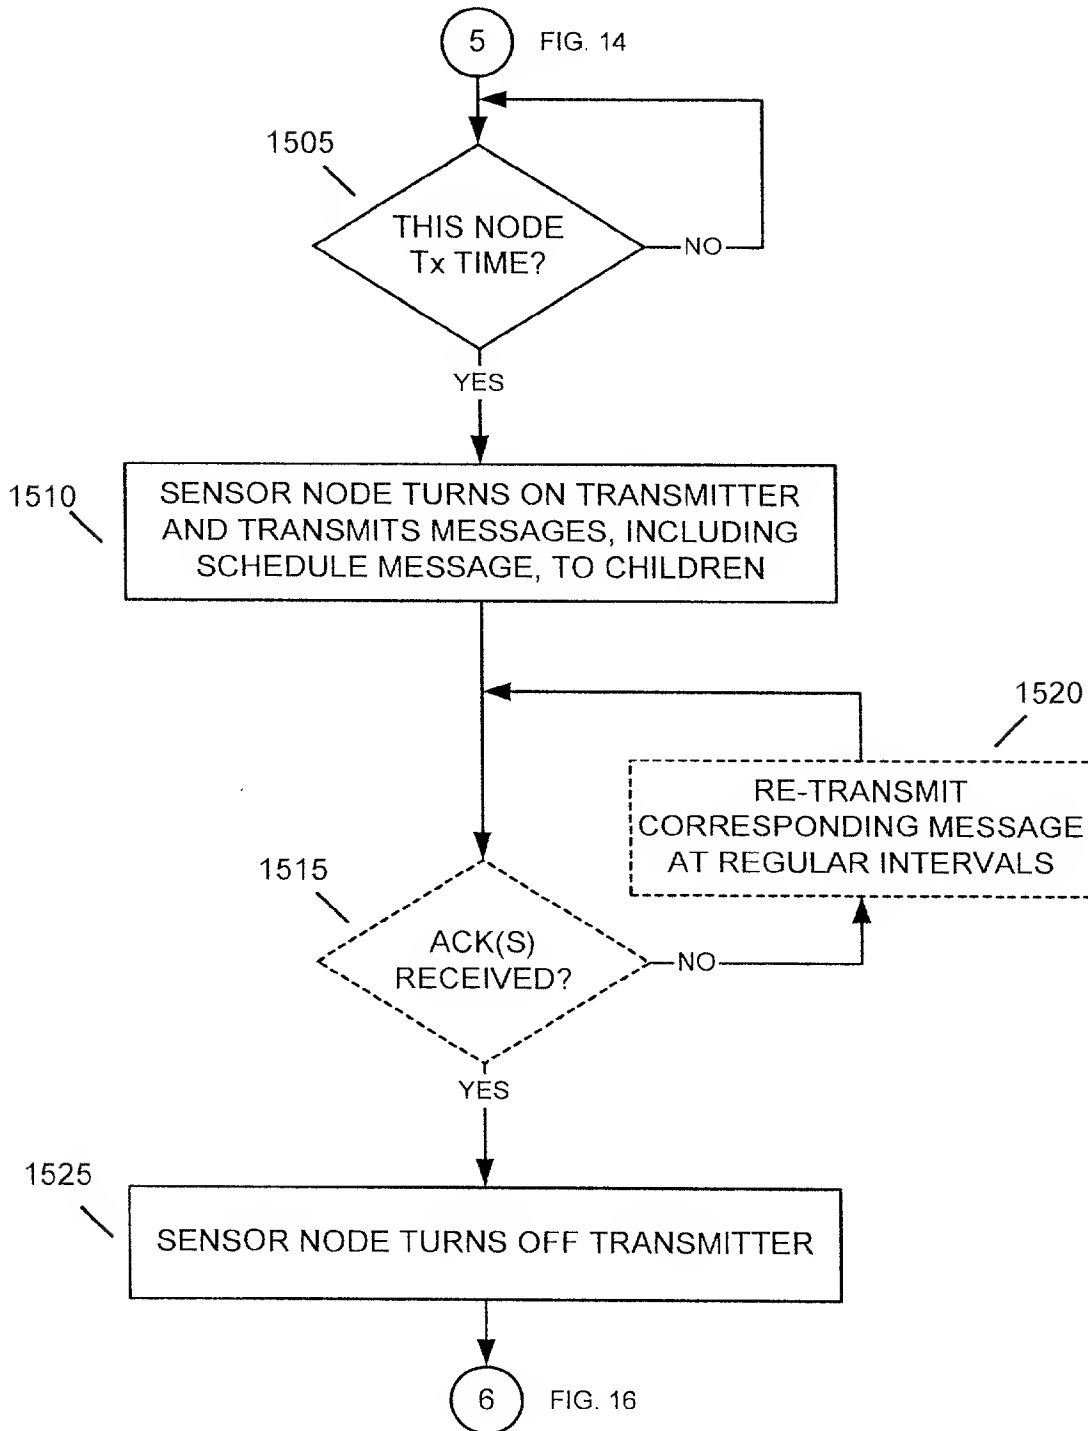 5 FIG. 14
1505
THIS NODE
Tx TIME?
NO
YES
1510
SENSOR NODE TURNS ON TRANSMITTER
AND TRANSMITS MESSAGES, INCLUDING
SCHEDULE MESSAGE, TO CHILDREN
1520
RE-TRANSMIT
CORRESPONDING MESSAGE
AT REGULAR INTERVALS
1515
ACK(S)
RECEIVED?
NO
YES
1525
SENSOR NODE TURNS OFF TRANSMITTER
6 FIG. 16